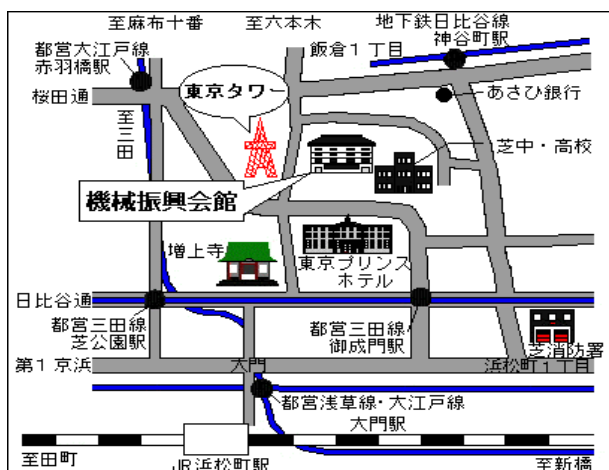 至麻布十番
至六本木
地下鉄日比谷線
神谷町駅
都営大江戸線
赤羽橋駅
飯倉1丁目
桜田通
東京タワー
あさひ銀行
至三田
芝中・高校
機械振興会館
増上寺
東京プリンス
ホテル
日比谷通
都営三田線
芝公園駅
都営三田線
御成門駅
芝消防署
第1京浜
大門
浜松町1丁目
都営浅草線・大江戸線
大門駅
至田町
JR浜松町駅
至新橋